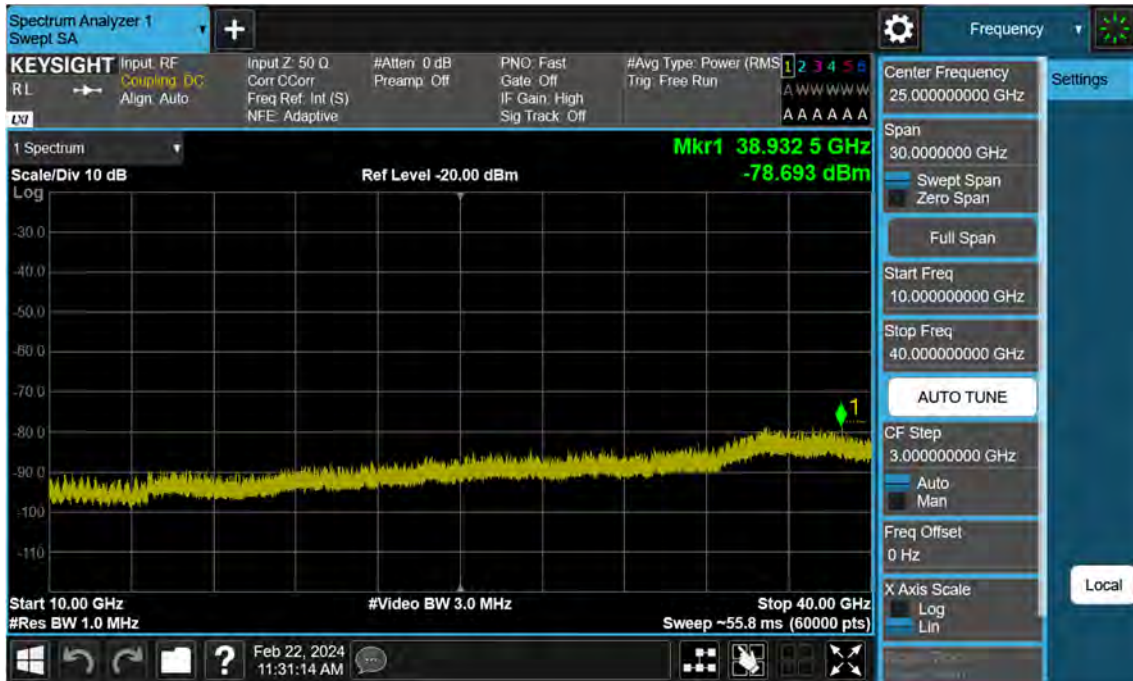 Spectrum Analyzer 1
Swept SA
+
Frequency
KEYSIGHT
RL
LXI
Input: RF
Coupling: DC
Align: Auto
Input Z: 50 Ω
Corr CCorr
Freq Ref: Int (S)
NFE: Adaptive
#Atten: 0 dB
Preamp: Off
PNO: Fast
Gate: Off
IF Gain: High
Sig Track: Off
#Avg Type: Power (RMS
Trig: Free Run
1 2 3 4 5 6
A W W W W W
A A A A A A
1 Spectrum
Scale/Div 10 dB
Ref Level -20.00 dBm
Mkr1 38.932 5 GHz
-78.693 dBm
Log
-30.0
-40.0
-50.0
-60.0
-70.0
-80.0
-90.0
-100
-110
1
Start 10.00 GHz
#Res BW 1.0 MHz
#Video BW 3.0 MHz
Stop 40.00 GHz
Sweep ~55.8 ms (60000 pts)
?
Feb 22, 2024
11:31:14 AM
Center Frequency
25.000000000 GHz
Span
30.0000000 GHz
Swept Span
Zero Span
Full Span
Start Freq
10.000000000 GHz
Stop Freq
40.000000000 GHz
AUTO TUNE
CF Step
3.000000000 GHz
Auto
Man
Freq Offset
0 Hz
X Axis Scale
Log
Lin
Settings
Local